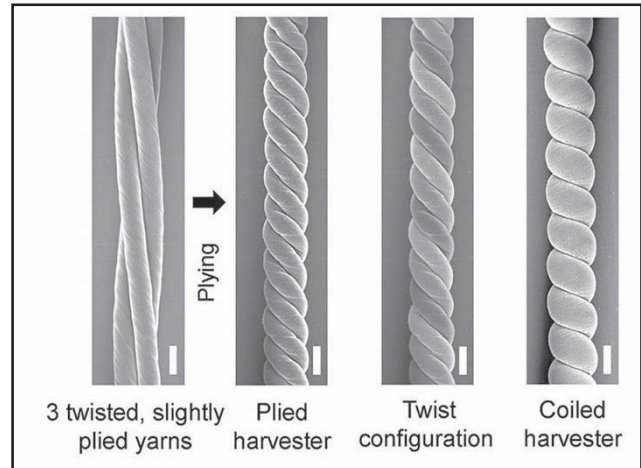 Plying
3 twisted, slightly
plied yarns
Plied
harvester
Twist
configuration
Coiled
harvester